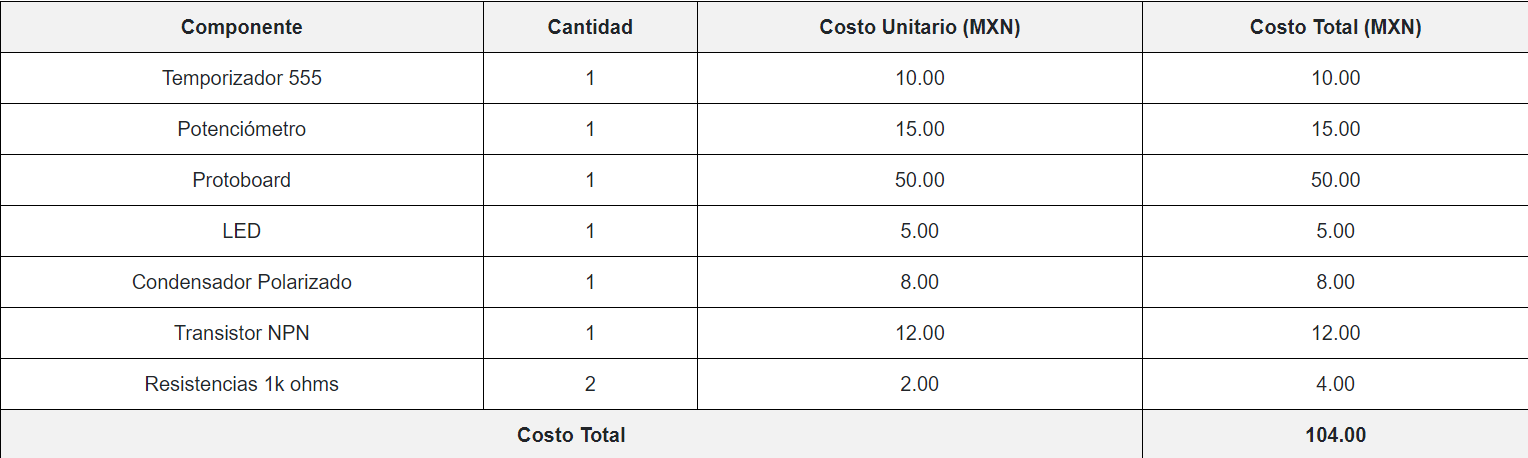 Componente Cantidad Costo Unitario (MXN) Costo Total (MXN)
Temporizador 555 1 10.00 10.00
Potenciómetro 1 15.00 15.00
Protoboard 1 50.00 50.00
LED 1 5.00 5.00
Condensador Polarizado 1 8.00 8.00
Transistor NPN 1 12.00 12.00
Resistencias 1k ohms 2 2.00 4.00
Costo Total 104.00